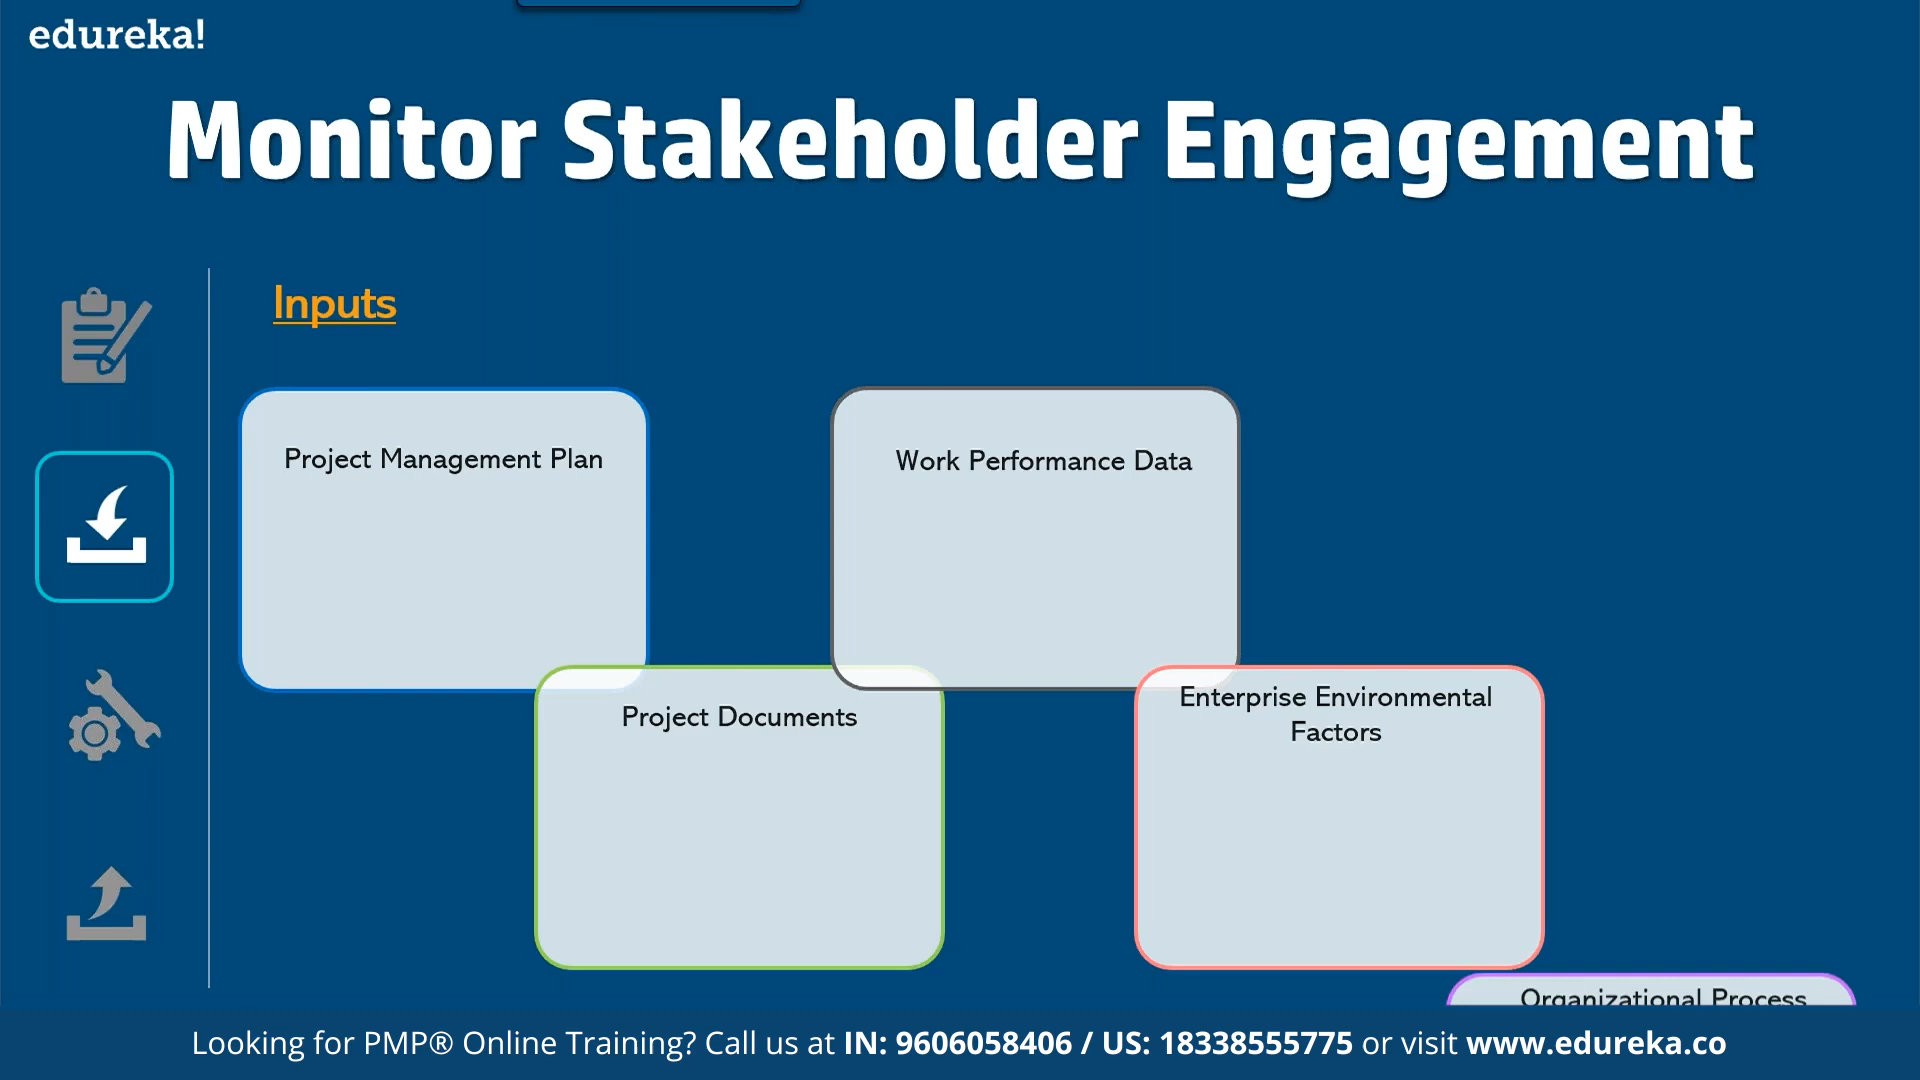 edureka!
Monitor Stakeholder Engagement
Inputs
Project Management Plan
Work Performance Data
Project Documents
Enterprise Environmental
Factors
Organizational Process
Looking for PMP® Online Training? Call us at IN: 9606058406 / US: 18338555775 or visit www.edureka.co